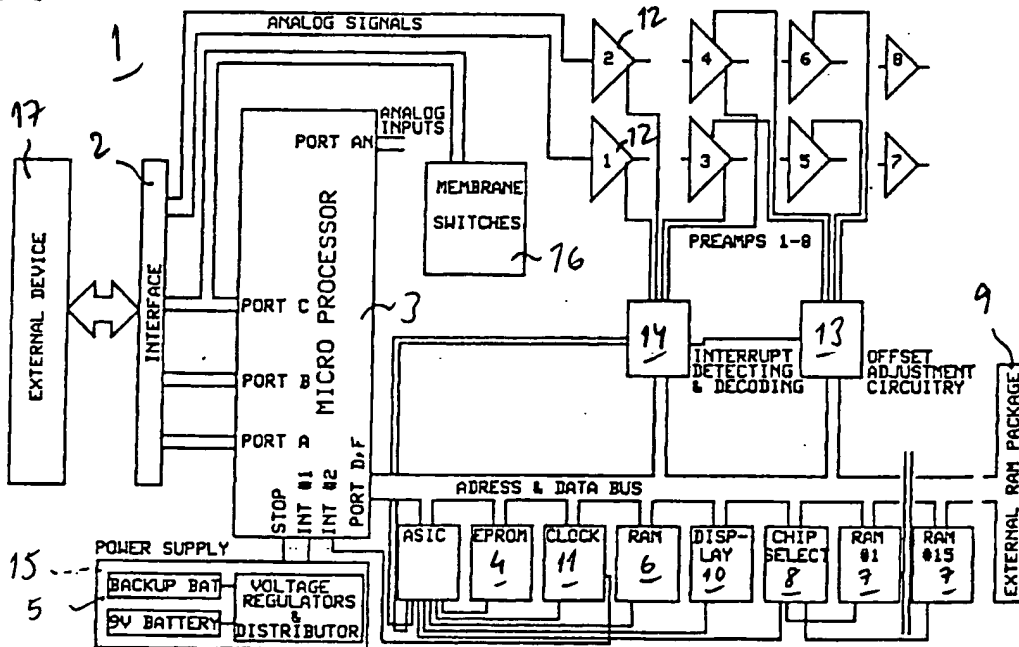 1
ANALOG SIGNALS
12
2
4
6
8
17
2
ANALOG
INPUTS
PORT AN
12
1
3
5
7
MEMBRANE
SWITCHES
16
PREAMPS 1-8
EXTERNAL DEVICE
INTERFACE
MICRO PROCESSOR
3
PORT C
PORT B
PORT A
PORT D,F
STOP
INT #1
INT #2
14
13
9
INTERRUPT
DETECTING
& DECODING
OFFSET
ADJUSTMENT
CIRCUITRY
EXTERNAL RAM PACKAGE
ADRESS & DATA BUS
ASIC
EPROM
4
CLOCK
11
RAM
6
DISP-
LAY
10
CHIP
SELECT
8
RAM
#1
7
RAM
#15
7
POWER SUPPLY
15
5
BACKUP BAT
9V BATTERY
VOLTAGE
REGULATORS
&
DISTRIBUTOR